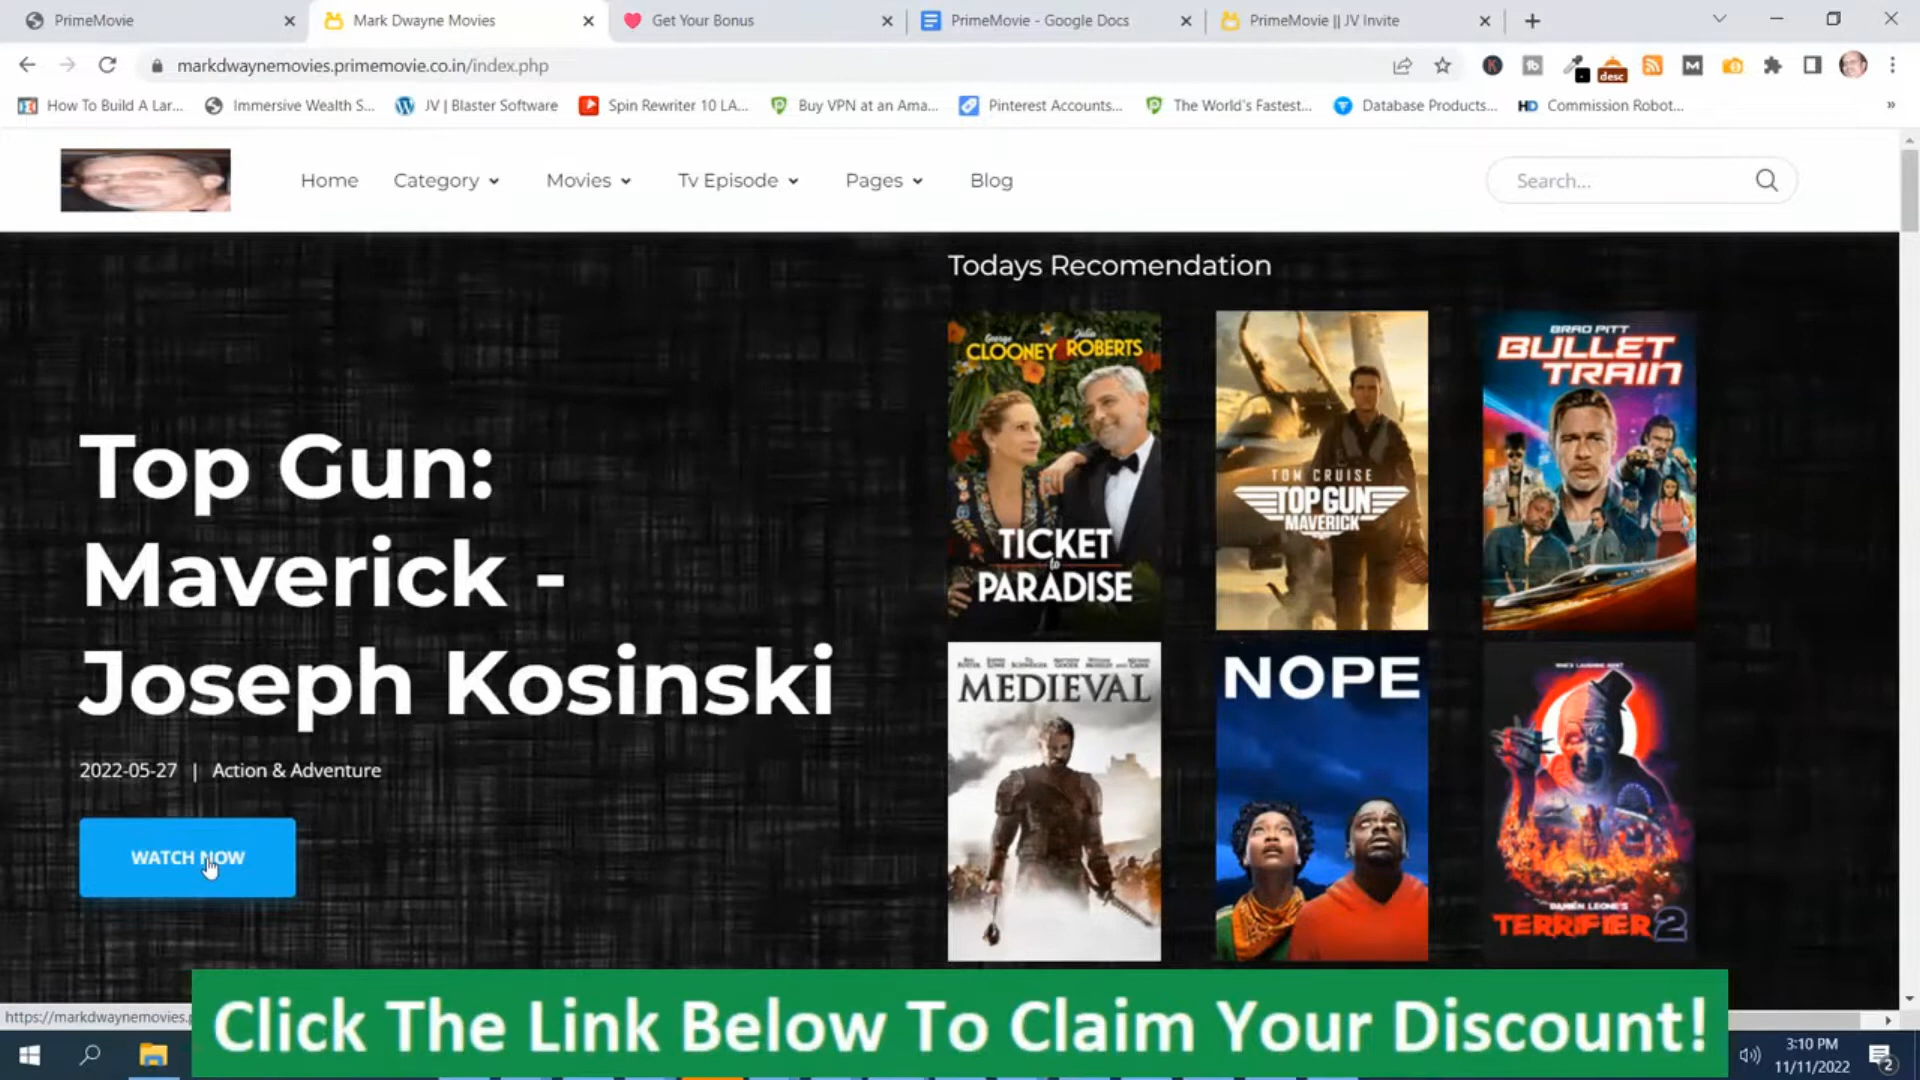 PrimeMovie
Mark Dwayne Movies
Get Your Bonus
PrimeMovie - Google Docs
PrimeMovie || JV Invite
markdwaynemovies.primemovie.co.in/index.php
desc
How To Build A Lar...
Immersive Wealth S...
JV | Blaster Software
Spin Rewriter 10 LA...
Buy VPN at an Ama...
Pinterest Accounts...
The World's Fastest...
Database Products...
HD Commission Robot...
»
Home
Category
Movies
Tv Episode
Pages
Blog
Search...
Todays Recomendation
George CLOONEY Julia ROBERTS
TICKET
to
PARADISE
TOM CRUISE
TOP GUN
MAVERICK
BRAD PITT
BULLET
TRAIN
Top Gun:
Maverick -
Joseph Kosinski
2022-05-27 | Action & Adventure
WATCH NOW
MEDIEVAL
NOPE
WHO'S LAUGHING NOW?
DAMIEN LEONE'S
TERRIFIER 2
https://markdwaynemovies.p
Click The Link Below To Claim Your Discount!
3:10 PM
11/11/2022
2